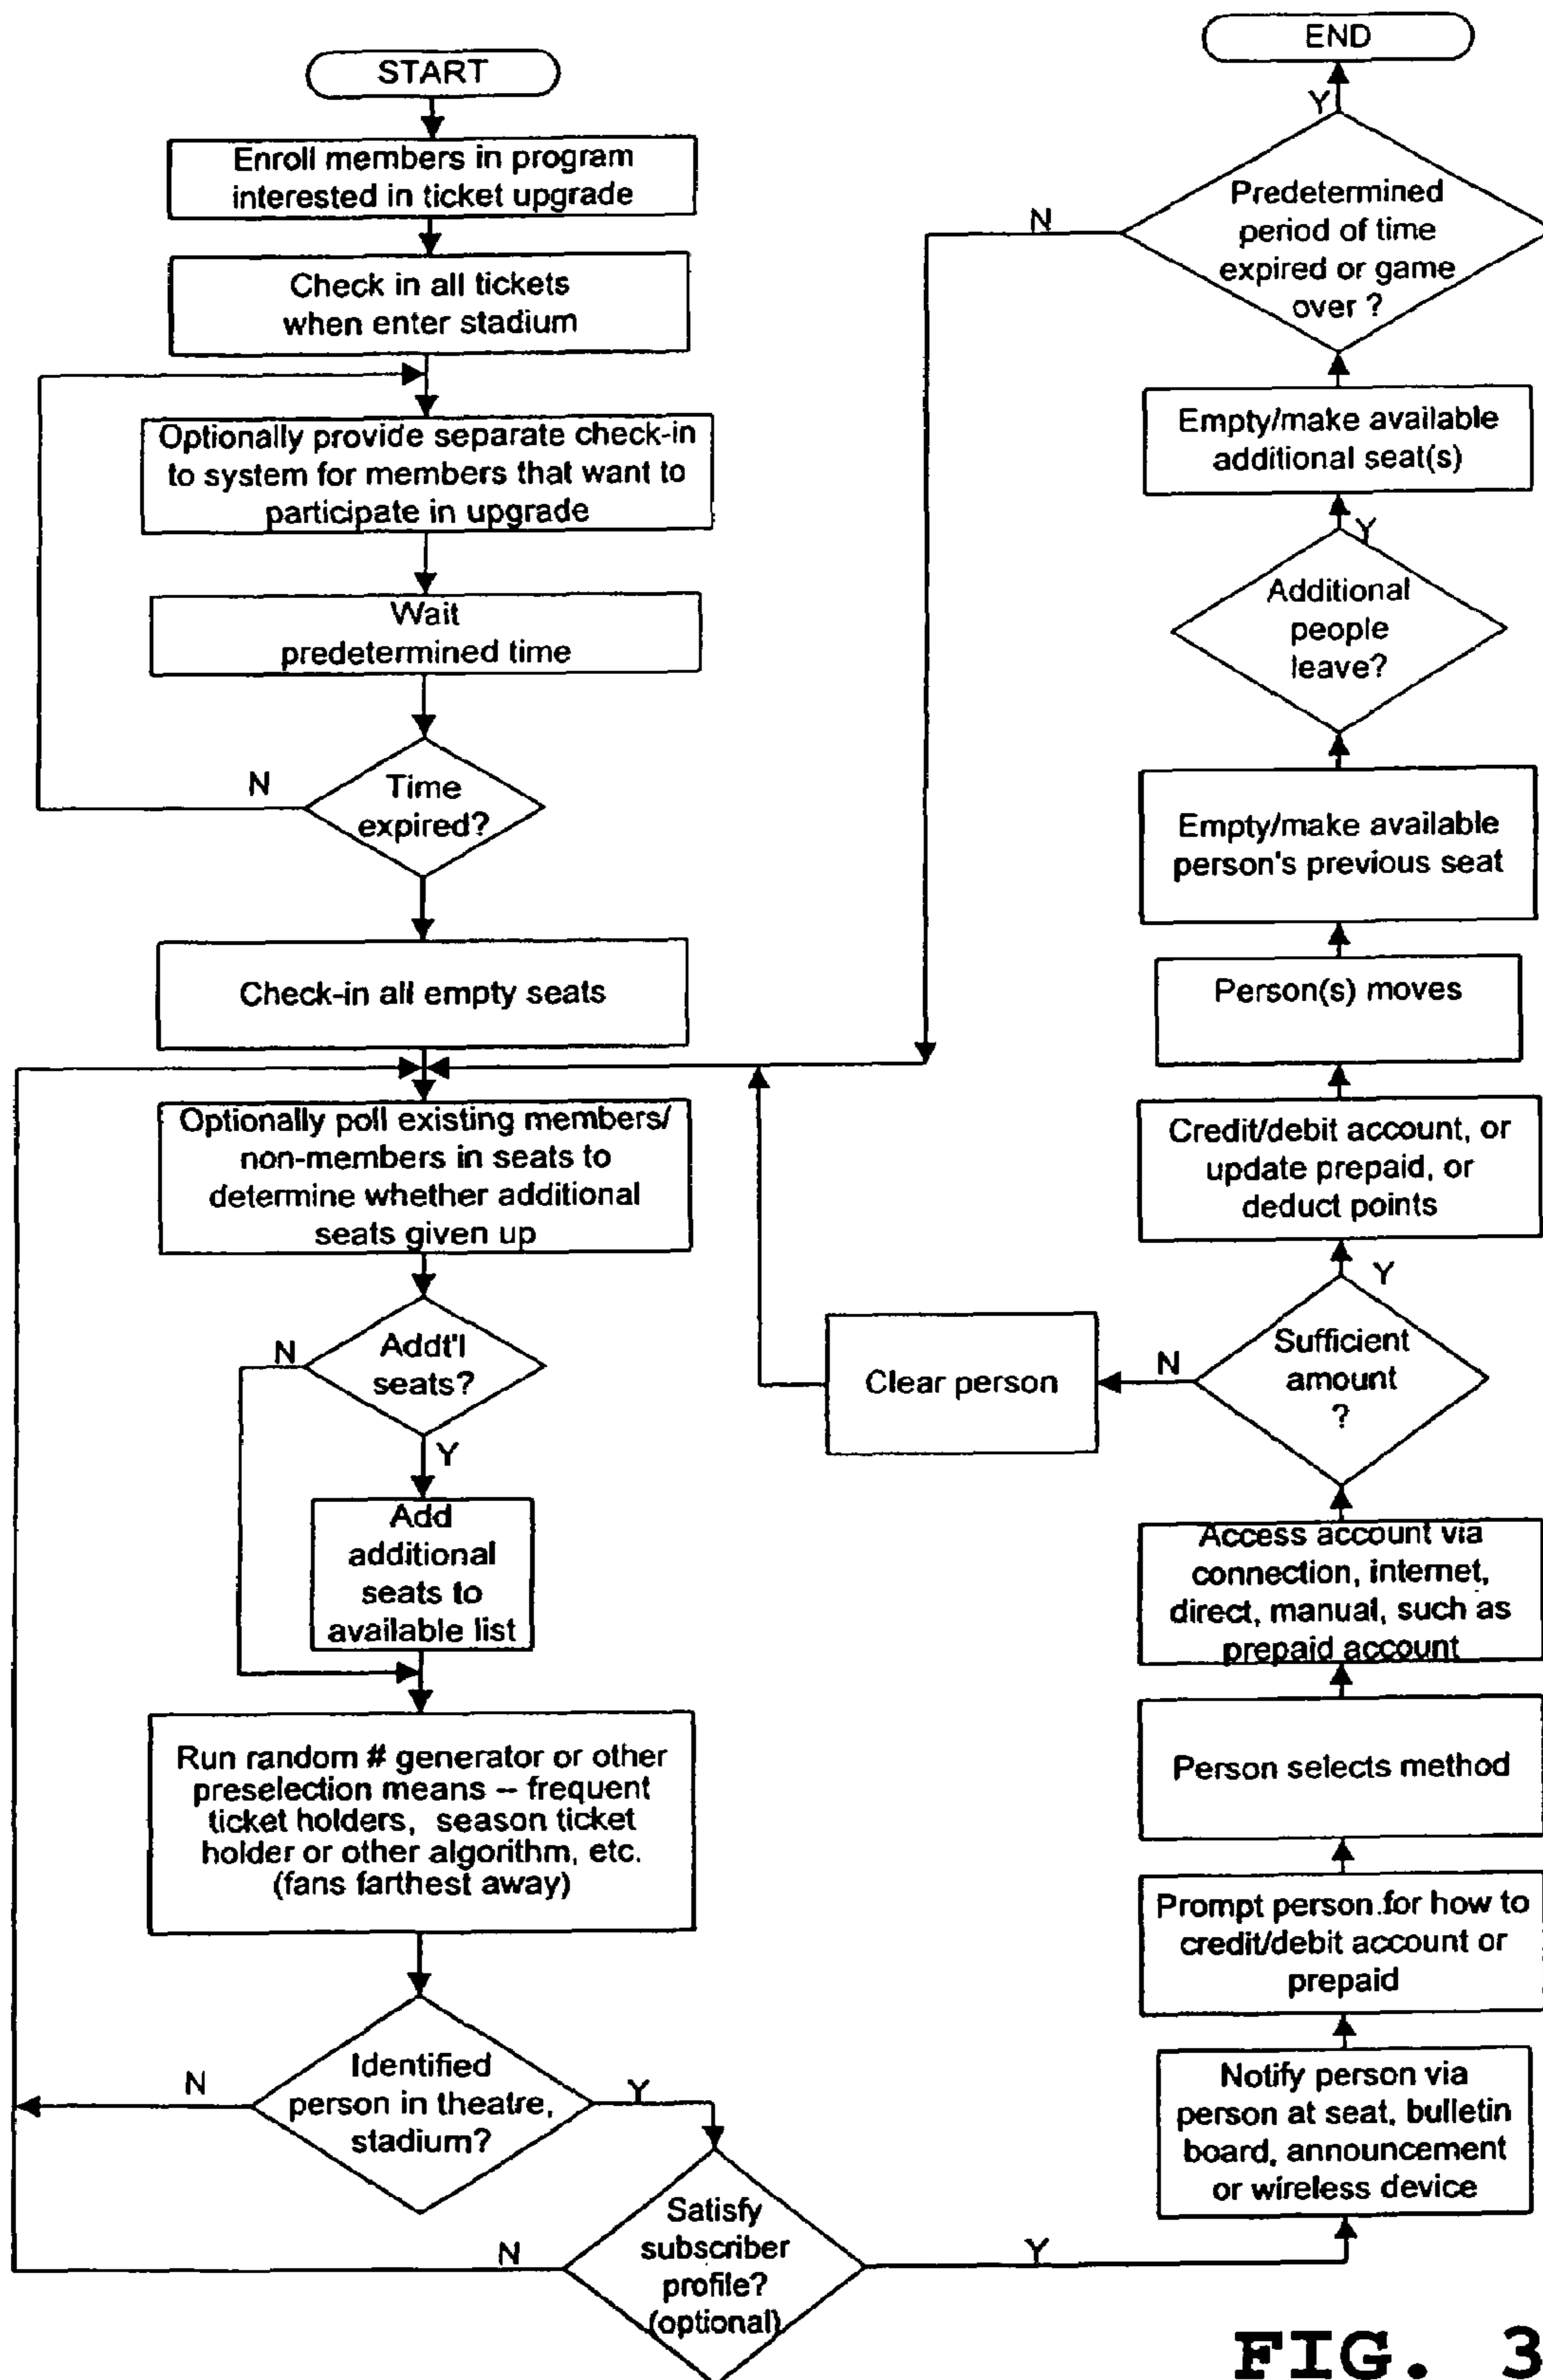 START
Enroll members in program
interested in ticket upgrade
Check in all tickets
when enter stadium
Optionally provide separate check-in
to system for members that want to
participate in upgrade
Wait
predetermined time
N
Time
expired?
Check-in all empty seats
Optionally poll existing members/
non-members in seats to
determine whether additional
seats given up
N
Addt'l
seats?
Y
Add
additional
seats to
available list
Run random # generator or other
preselection means -- frequent
ticket holders, season ticket
holder or other algorithm, etc.
(fans farthest away)
N
Identified
person in theatre,
stadium?
Y
N
Satisfy
subscriber
profile?
(optional)
Y
Notify person via
person at seat, bulletin
board, announcement
or wireless device
Prompt person for how to
credit/debit account or
prepaid
Person selects method
Access account via
connection, internet,
direct, manual, such as
prepaid account
Sufficient
amount
?
N
Clear person
Y
Credit/debit account, or
update prepaid, or
deduct points
Person(s) moves
Empty/make available
person's previous seat
Additional
people
leave?
Y
Empty/make available
additional seat(s)
Predetermined
period of time
expired or game
over ?
N
Y
END
FIG. 3